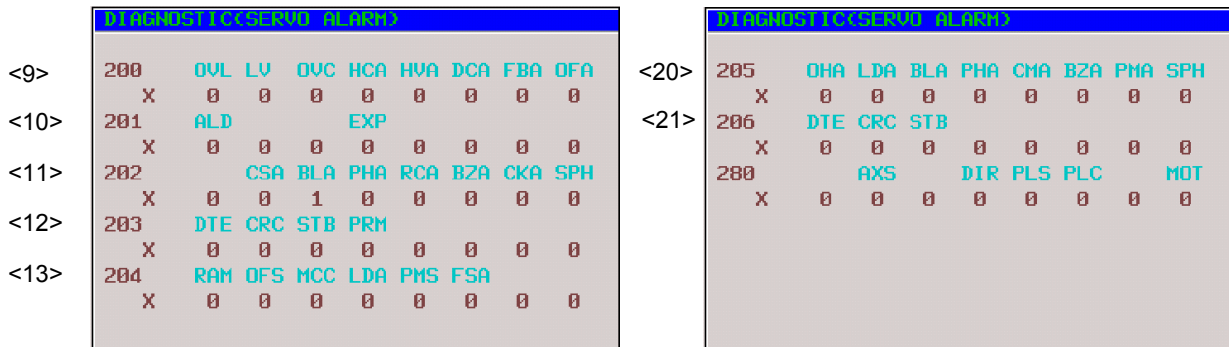 DIAGNOSTIC(SERVO ALARM)
<9> 200 OVL LV OVC HCA HVA DCA FBA OFA
X 0 0 0 0 0 0 0 0
<10> 201 ALD EXP
X 0 0 0 0 0 0 0 0
<11> 202 CSA BLA PHA RCA BZA CKA SPH
X 0 0 1 0 0 0 0 0
<12> 203 DTE CRC STB PRM
X 0 0 0 0 0 0 0 0
<13> 204 RAM OFS MCC LDA PMS FSA
X 0 0 0 0 0 0 0 0
DIAGNOSTIC(SERVO ALARM)
<20> 205 OHA LDA BLA PHA CMA BZA PMA SPH
X 0 0 0 0 0 0 0 0
<21> 206 DTE CRC STB
X 0 0 0 0 0 0 0 0
280 AXS DIR PLS PLC MOT
X 0 0 0 0 0 0 0 0